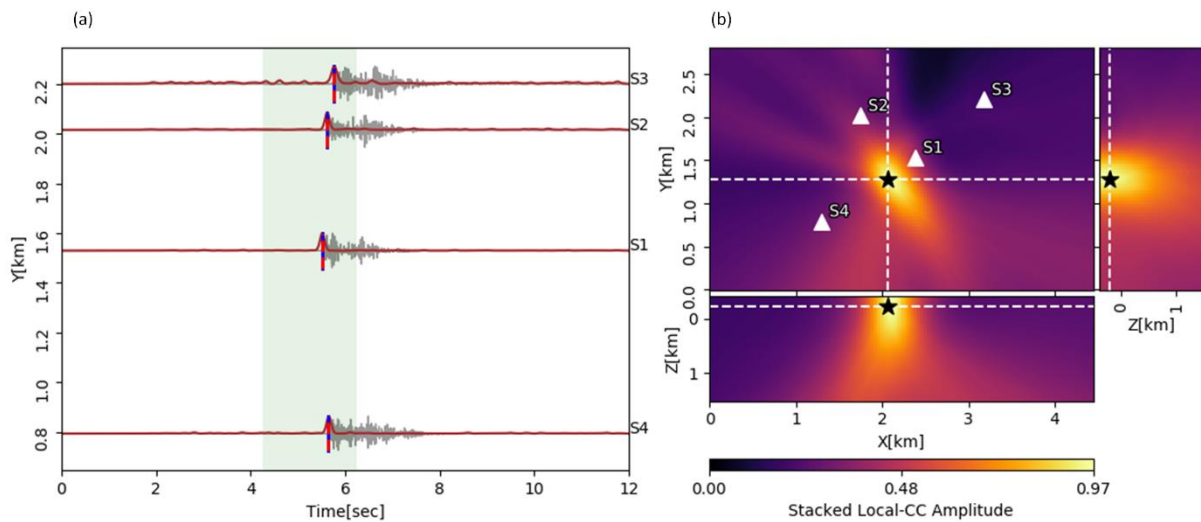 (a)
(b)
Y[km]
2.2
2.0
1.8
1.6
1.4
1.2
1.0
0.8
S3
S2
S1
S4
0 2 4 6 8 10 12
Time[sec]
Y[km]
2.5
2.0
1.5
1.0
0.5
0.0
S2
S3
S1
S4
Z[km]
0
1
0 1 2 3 4
X[km]
0 1
Z[km]
0.00 0.48 0.97
Stacked Local-CC Amplitude